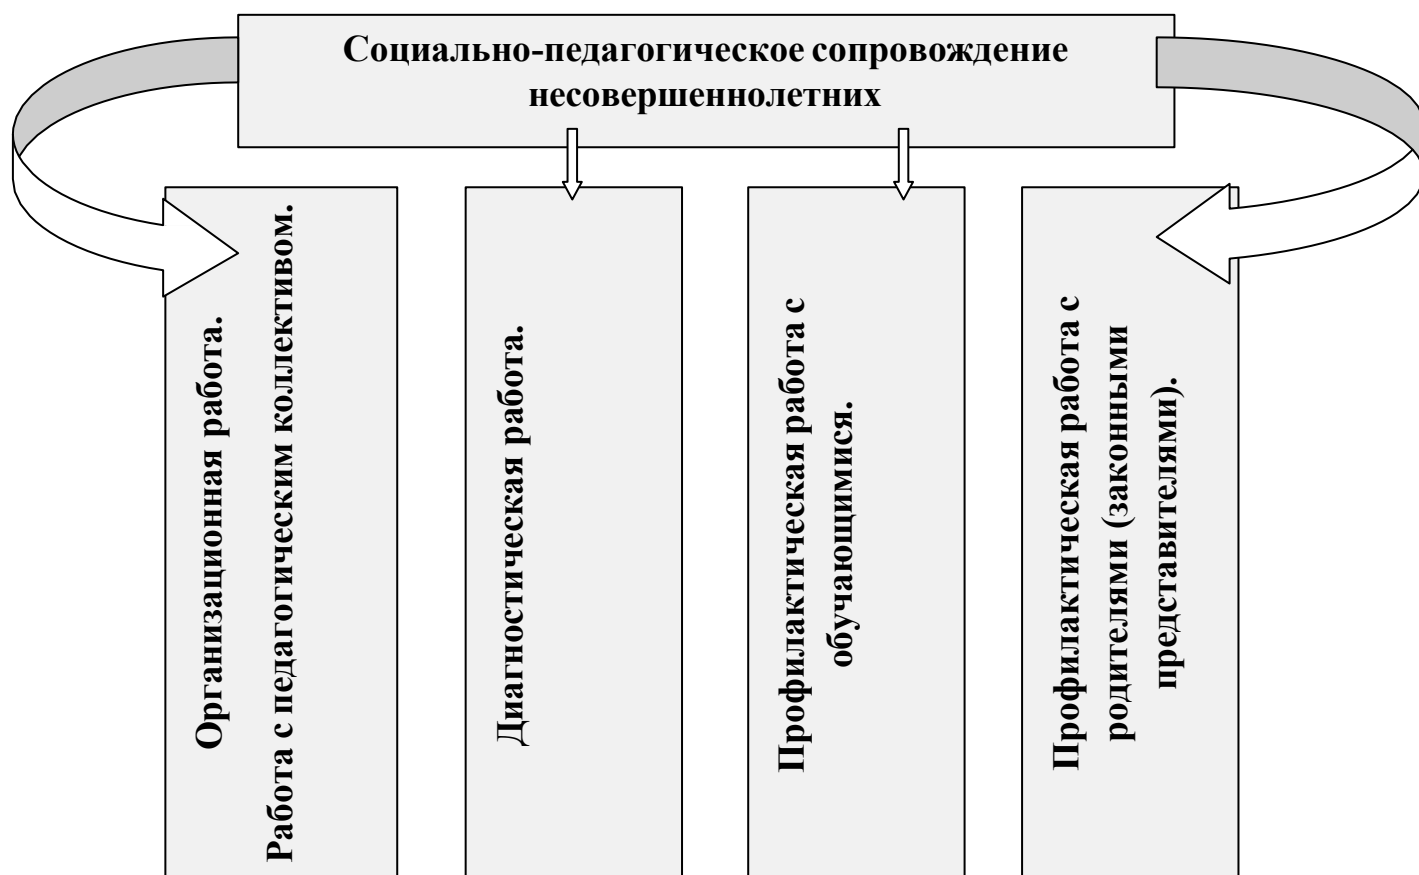 Социально-педагогическое сопровождение
несовершеннолетних
Организационная работа.
Работа с педагогическим коллективом.
Диагностическая работа.
Профилактическая работа с
обучающимися.
Профилактическая работа с
родителями (законными
представителями).